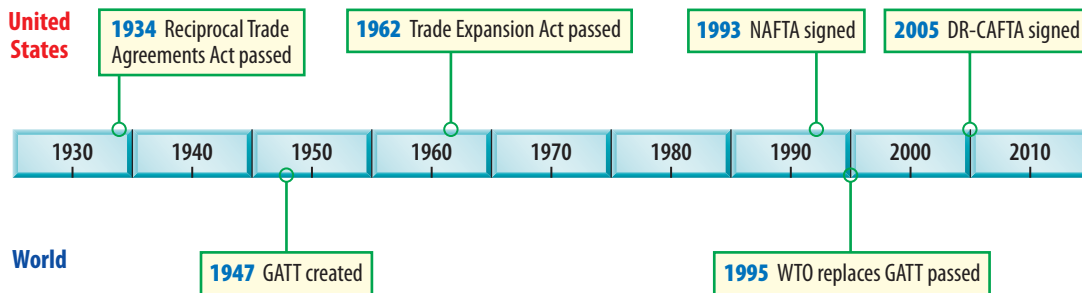 United
States
1934 Reciprocal Trade
Agreements Act passed
1962 Trade Expansion Act passed
1993 NAFTA signed
2005 DR-CAFTA signed
1930 1940 1950 1960 1970 1980 1990 2000 2010
World
1947 GATT created
1995 WTO replaces GATT passed